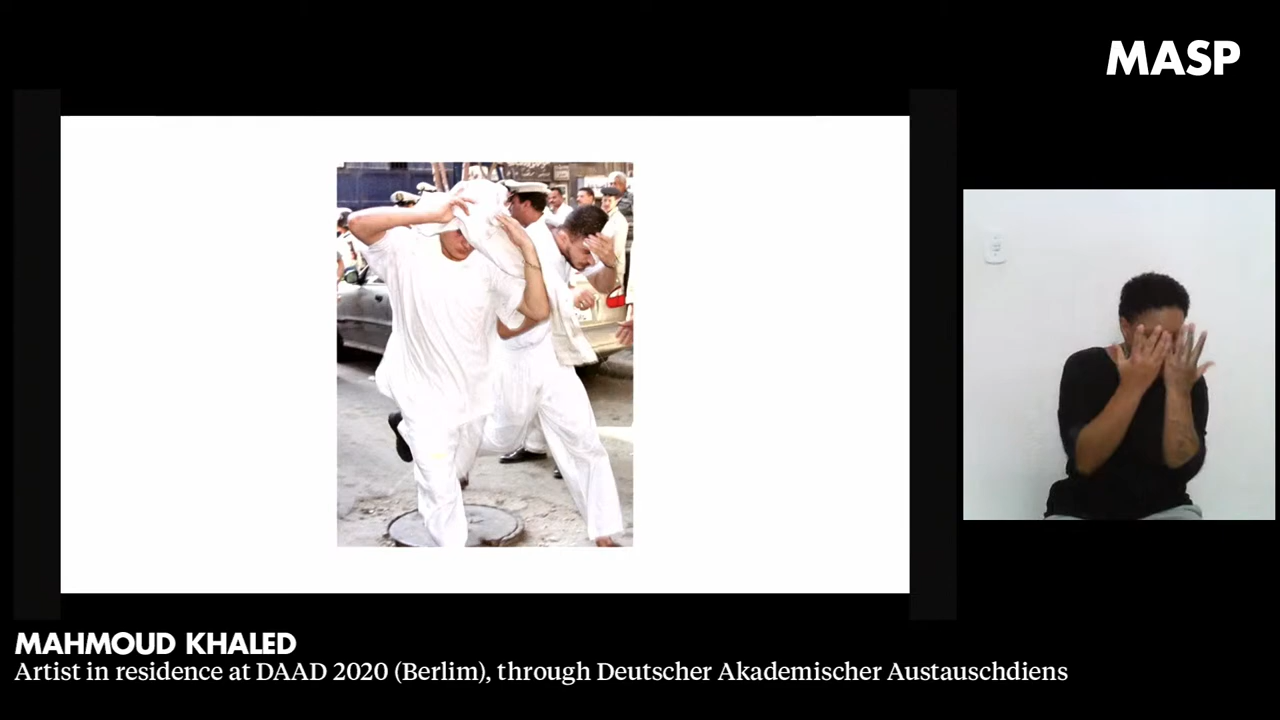 MASP
MAHMOUD KHALED
Artist in residence at DAAD 2020 (Berlim), through Deutscher Akademischer Austauschdiens